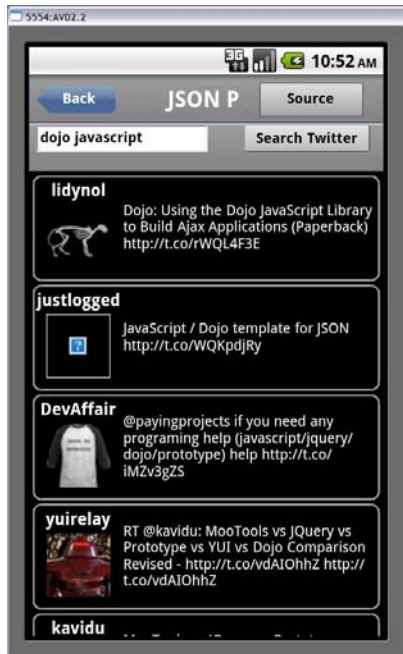 5554:AVD2.2
3G
10:52 AM
Back
JSON P
Source
dojo javascript
Search Twitter
lidynol
Dojo: Using the Dojo JavaScript Library
to Build Ajax Applications (Paperback)
http://t.co/rWQL4F3E
justlogged
JavaScript / Dojo template for JSON
http://t.co/WQKpdjRy
DevAffair
@payingprojects if you need any
programing help (javascript/jquery/
dojo/prototype) help http://t.co/
iMZv3gZS
yuirelay
RT @kavidu: MooTools vs JQuery vs
Prototype vs YUI vs Dojo Comparison
Revised - http://t.co/vdAIOhhZ http://
t.co/vdAIOhhZ
kavidu